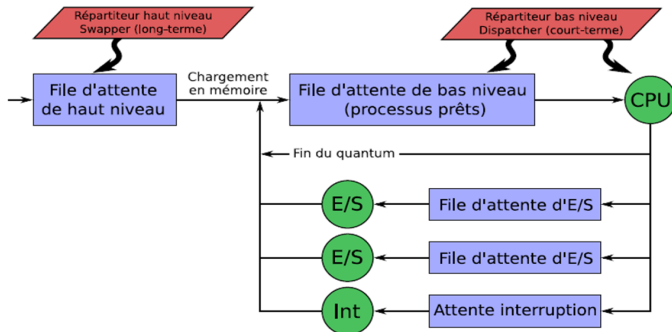 Répartiteur haut niveau
Swapper (long-terme)
Répartiteur bas niveau
Dispatcher (court-terme)
File d'attente
de haut niveau
Chargement
en mémoire
File d'attente de bas niveau
(processus prêts)
CPU
Fin du quantum
E/S
File d'attente d'E/S
E/S
File d'attente d'E/S
Int
Attente interruption